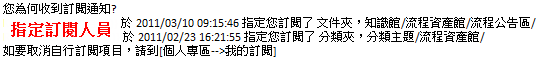 您為何收到訂閱通知?
指定訂閱人員
於 2011/03/10 09:15:46 指定您訂閱了 文件夾，知識館/流程資產館/流程公告區/
於 2011/02/23 16:21:55 指定您訂閱了 分類夾，分類主題/流程資產館/
如要取消自行訂閱項目，請到[個人專區-->我的訂閱]